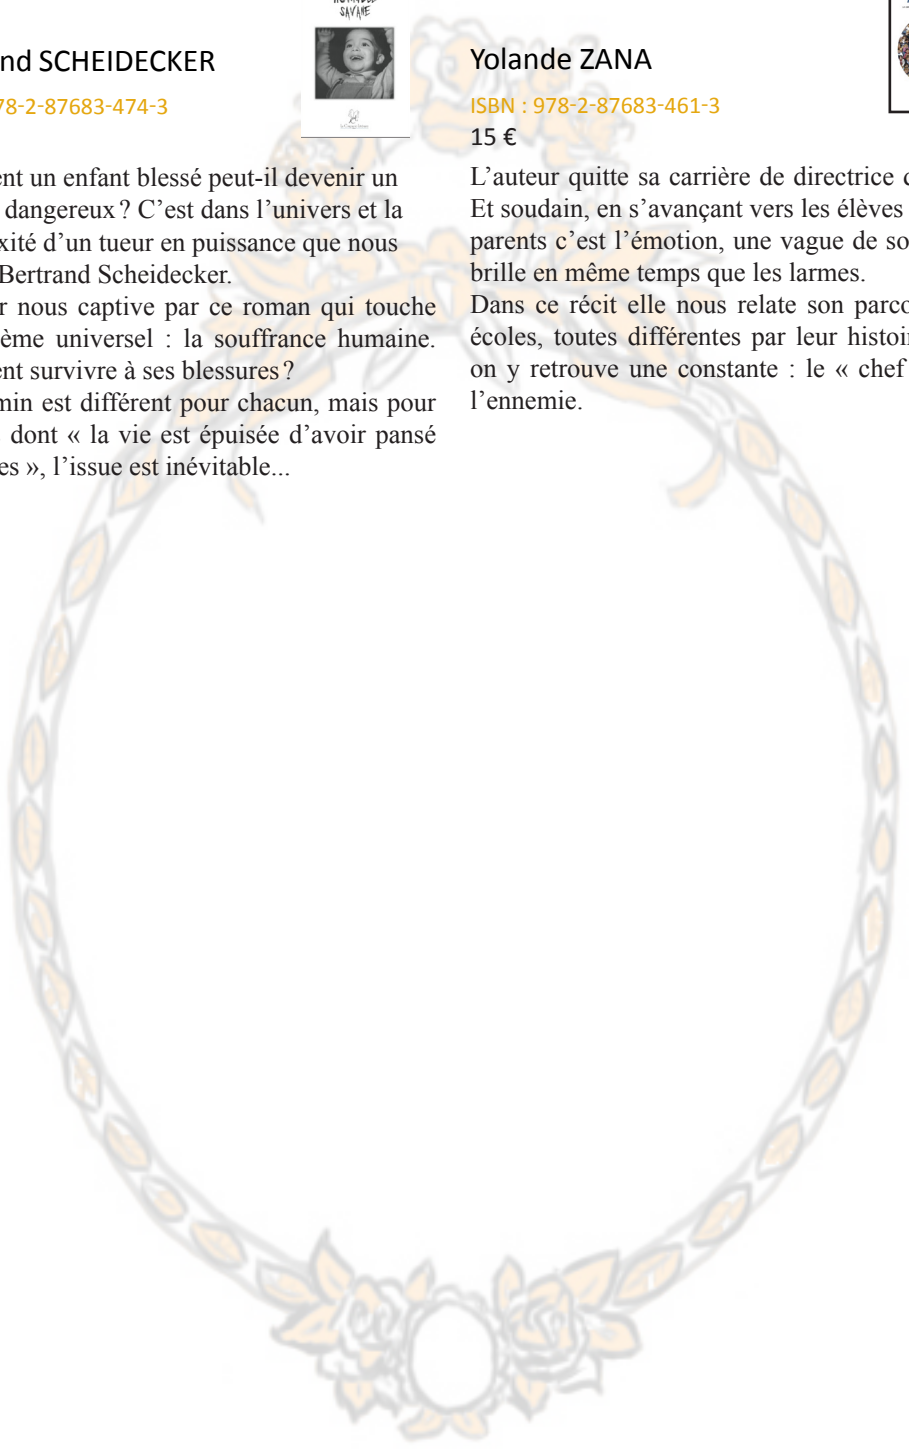 SAVANE
nd SCHEIDECKER
78-2-87683-474-3
ent un enfant blessé peut-il devenir un
dangereux ? C’est dans l’univers et la
xité d’un tueur en puissance que nous
Bertrand Scheidecker.
r nous captive par ce roman qui touche
ème universel : la souffrance humaine.
ent survivre à ses blessures ?
min est différent pour chacun, mais pour
dont « la vie est épuisée d’avoir pansé
es », l’issue est inévitable...
Yolande ZANA
ISBN : 978-2-87683-461-3
15 €
L’auteur quitte sa carrière de directrice
Et soudain, en s’avançant vers les élèves
parents c’est l’émotion, une vague de so
brille en même temps que les larmes.
Dans ce récit elle nous relate son parco
écoles, toutes différentes par leur histoi
on y retrouve une constante : le « chef
l’ennemie.